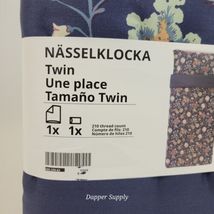 NÄSSELKLOCKA
Twin
Une place
Tamaño Twin
1x 1x
210 thread count
Compte de fils: 210
Número de hilos 210
Dapper Supply